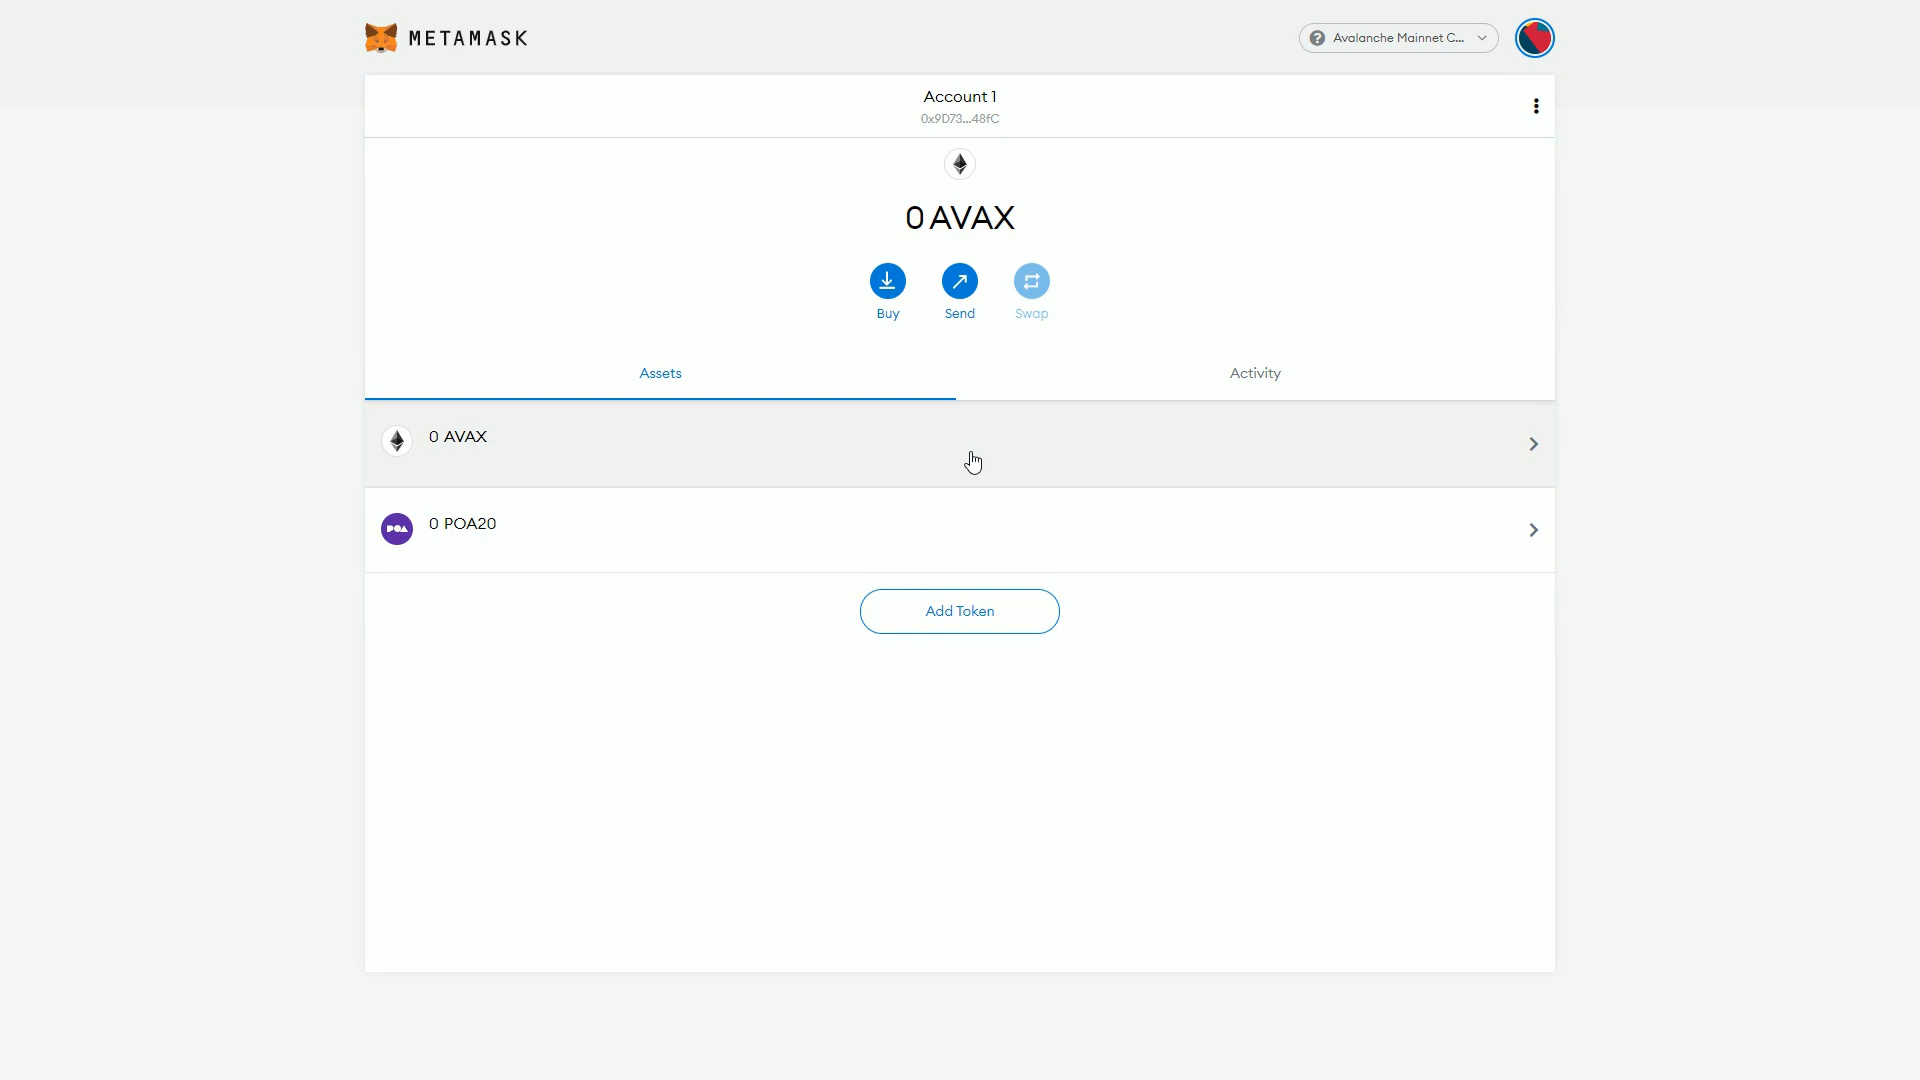 METAMASK
Avalanche Mainnet C...
Account 1
0x9D73...48fC
0 AVAX
Buy
Send
Swap
Assets
Activity
0 AVAX
POA
0 POA20
Add Token